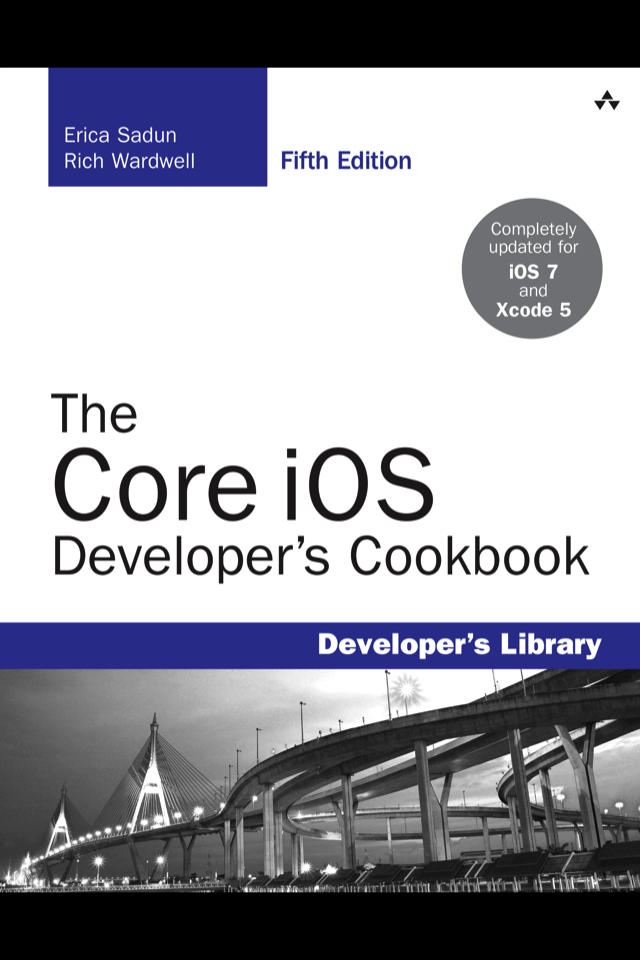 Erica Sadun
Rich Wardwell
Fifth Edition
Completely
updated for
iOS 7
and
Xcode 5
The
Core iOS
Developer’s Cookbook
Developer’s Library